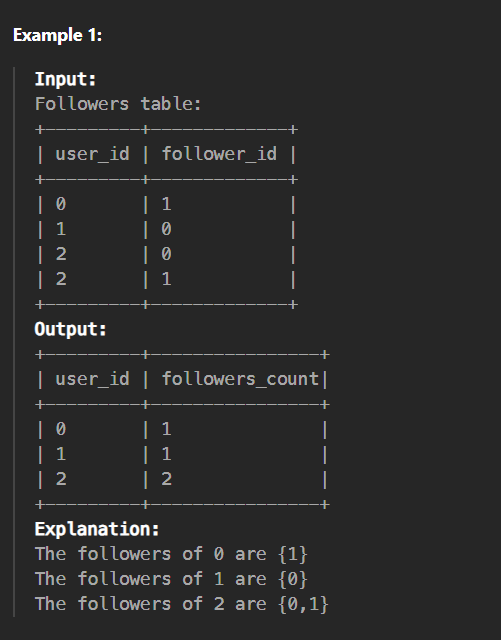 Example 1:
Input:
Followers table:
+---------+-------------+
| user_id | follower_id |
+---------+-------------+
| 0       | 1           |
| 1       | 0           |
| 2       | 0           |
| 2       | 1           |
+---------+-------------+
Output:
+---------+----------------+
| user_id | followers_count|
+---------+----------------+
| 0       | 1              |
| 1       | 1              |
| 2       | 2              |
+---------+----------------+
Explanation:
The followers of 0 are {1}
The followers of 1 are {0}
The followers of 2 are {0,1}